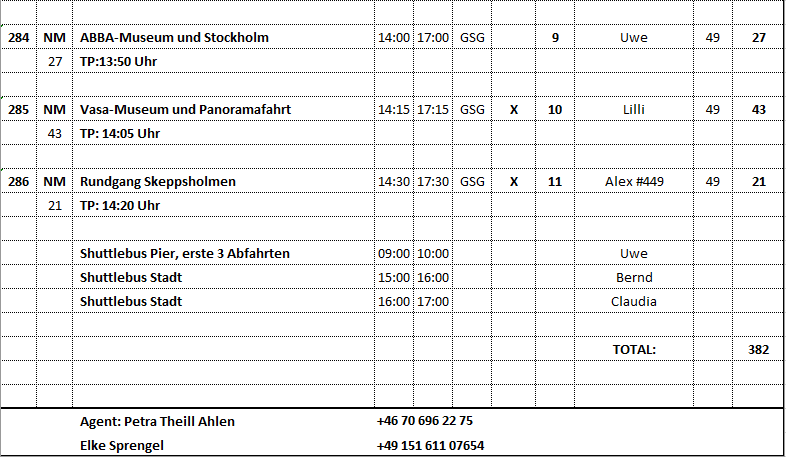 284 NM ABBA-Museum und Stockholm 14:00 17:00 GSG 9 Uwe 49 27
27 TP:13:50 Uhr
285 NM Vasa-Museum und Panoramafahrt 14:15 17:15 GSG X 10 Lilli 49 43
43 TP: 14:05 Uhr
286 NM Rundgang Skeppsholmen 14:30 17:30 GSG X 11 Alex #449 49 21
21 TP: 14:20 Uhr
Shuttlebus Pier, erste 3 Abfahrten 09:00 10:00 Uwe
Shuttlebus Stadt 15:00 16:00 Bernd
Shuttlebus Stadt 16:00 17:00 Claudia
TOTAL: 382
Agent: Petra Theill Ahlen +46 70 696 22 75
Elke Sprengel +49 151 611 07654